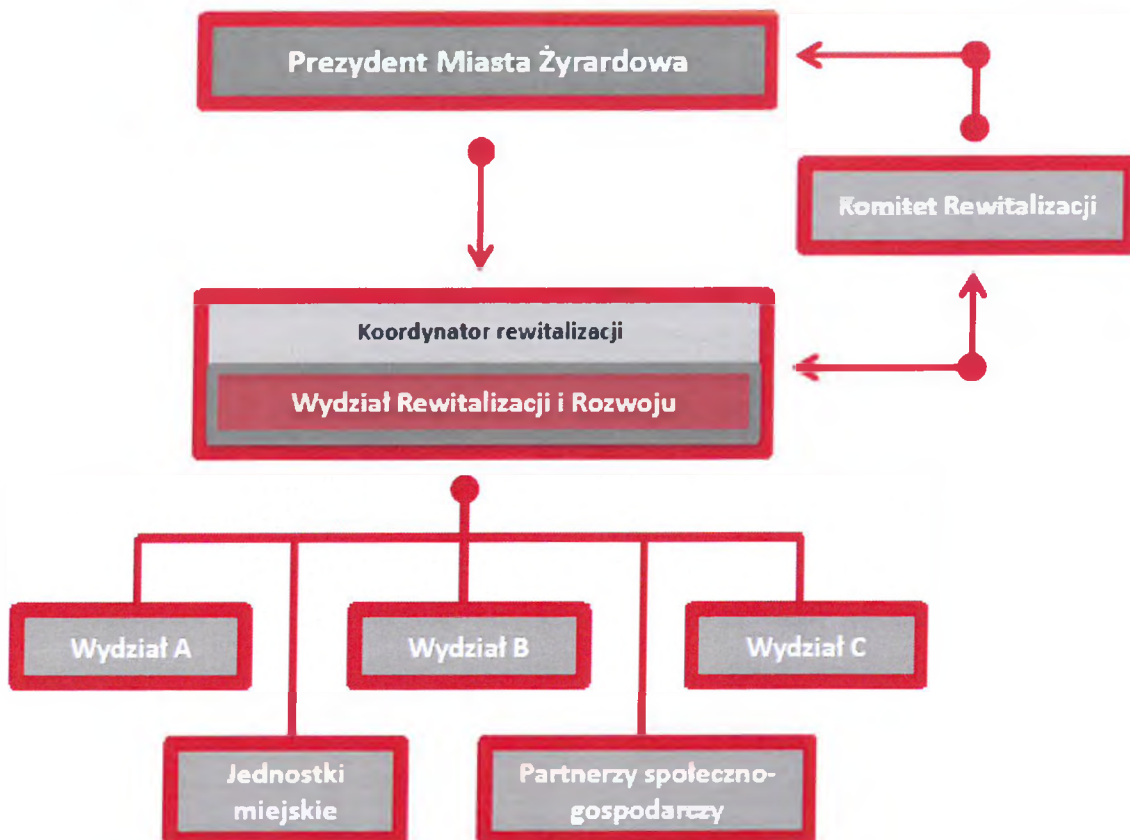 Prezydent Miasta Żyrardowa
Komitet Rewitalizacji
Koordynator rewitalizacji
Wydział Rewitalizacji i Rozwoju
Wydział A
Wydział B
Wydział C
Jednostki
miejskie
Partnerzy społeczno-
gospodarczy